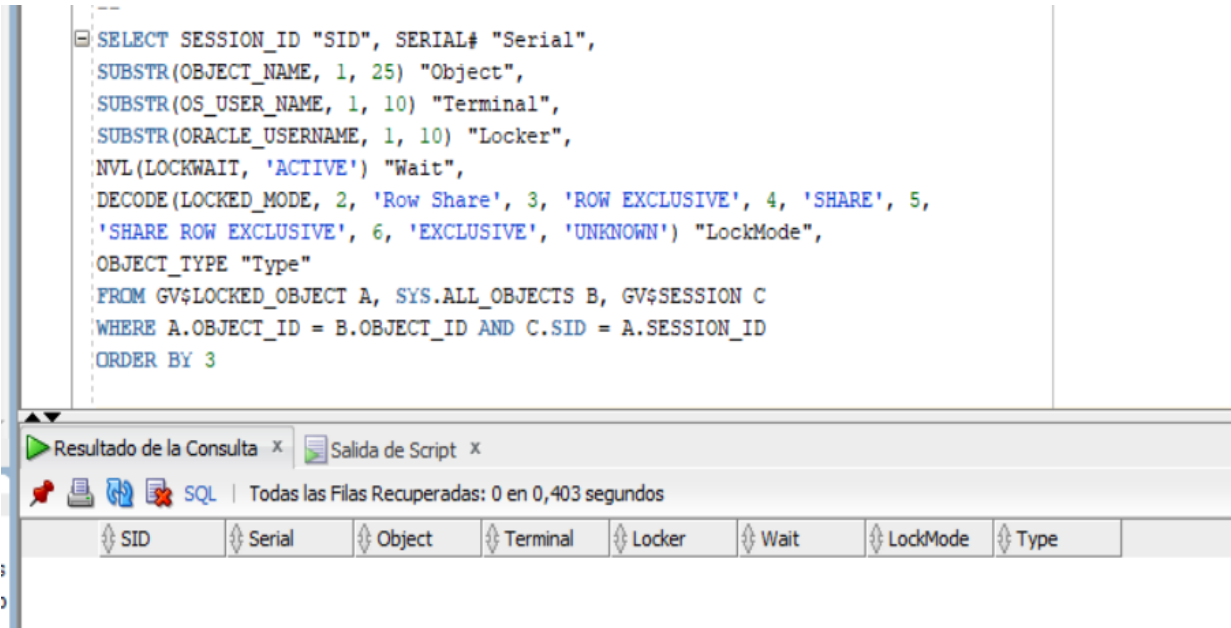 SELECT SESSION_ID "SID", SERIAL# "Serial",
SUBSTR(OBJECT_NAME, 1, 25) "Object",
SUBSTR(OS_USER_NAME, 1, 10) "Terminal",
SUBSTR(ORACLE_USERNAME, 1, 10) "Locker",
NVL(LOCKWAIT, 'ACTIVE') "Wait",
DECODE(LOCKED_MODE, 2, 'Row Share', 3, 'ROW EXCLUSIVE', 4, 'SHARE', 5,
'SHARE ROW EXCLUSIVE', 6, 'EXCLUSIVE', 'UNKNOWN') "LockMode",
OBJECT_TYPE "Type"
FROM GV$LOCKED_OBJECT A, SYS.ALL_OBJECTS B, GV$SESSION C
WHERE A.OBJECT_ID = B.OBJECT_ID AND C.SID = A.SESSION_ID
ORDER BY 3
Resultado de la Consulta x Salida de Script x
SQL | Todas las Filas Recuperadas: 0 en 0,403 segundos
SID Serial Object Terminal Locker Wait LockMode Type